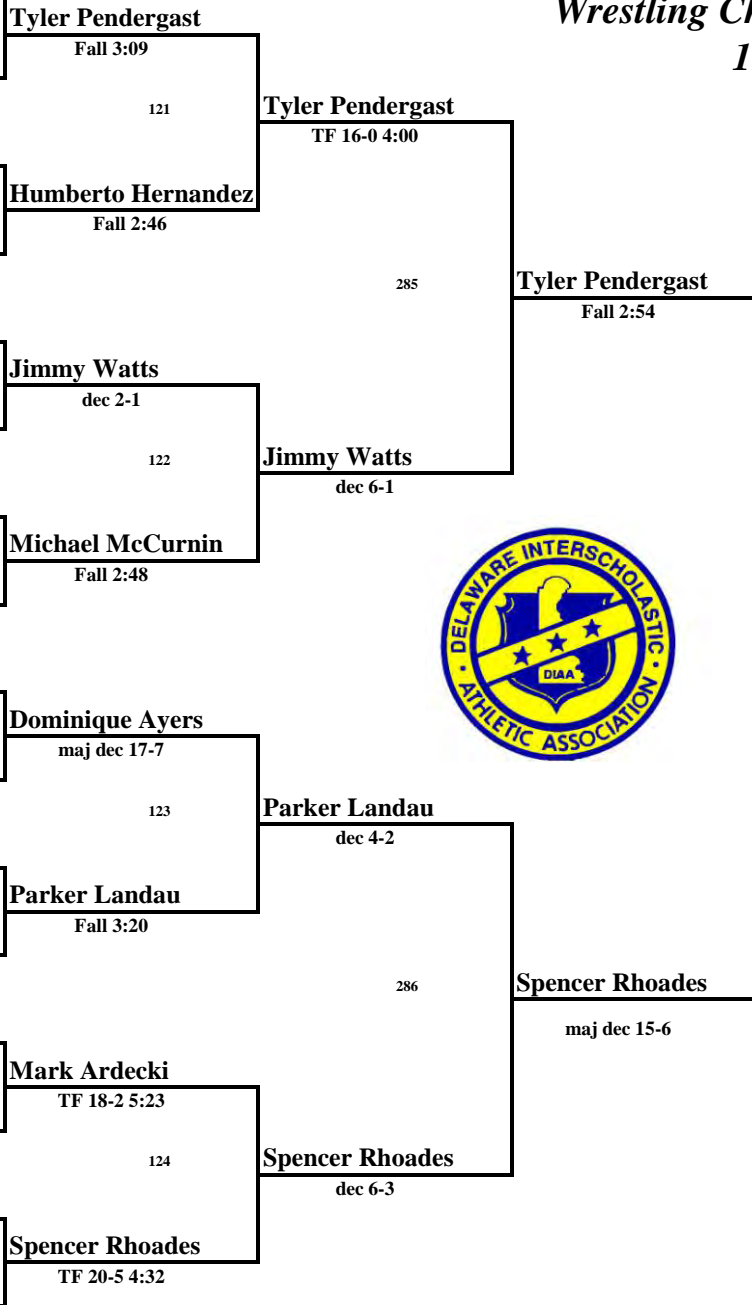 Wrestling Ch
1
Tyler Pendergast
Fall 3:09
121
Tyler Pendergast
TF 16-0 4:00
Humberto Hernandez
Fall 2:46
285
Tyler Pendergast
Fall 2:54
Jimmy Watts
dec 2-1
122
Jimmy Watts
dec 6-1
Michael McCurnin
Fall 2:48
DELAWARE INTERSCHOLASTIC
DIAA
ATHLETIC ASSOCIATION
Dominique Ayers
maj dec 17-7
123
Parker Landau
dec 4-2
Parker Landau
Fall 3:20
286
Spencer Rhoades
maj dec 15-6
Mark Ardecki
TF 18-2 5:23
124
Spencer Rhoades
dec 6-3
Spencer Rhoades
TF 20-5 4:32